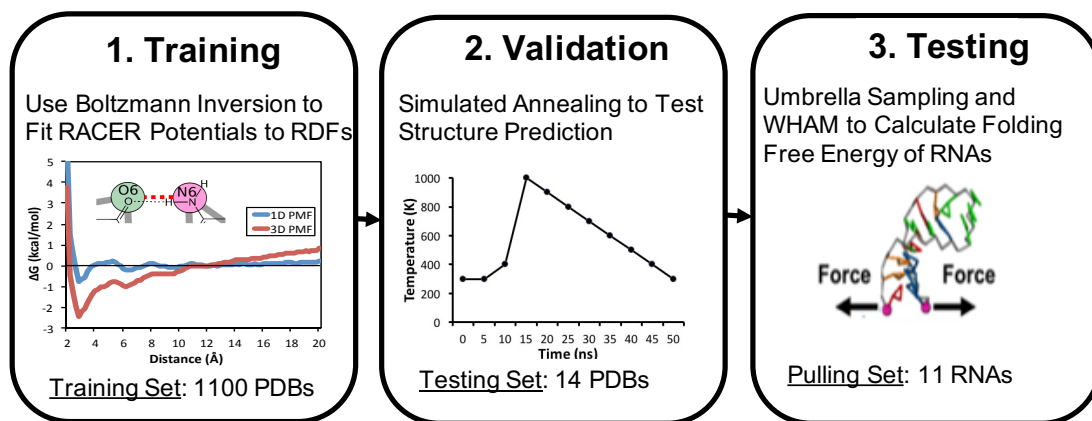 1. Training
Use Boltzmann Inversion to
Fit RACER Potentials to RDFs
5
4
3
2
1
0
-1
-2
-3
ΔG (kcal/mol)
O6
O
N6
H
H
N
1D PMF
3D PMF
2 4 6 8 10 12 14 16 18 20
Distance (Å)
Training Set: 1100 PDBs
2. Validation
Simulated Annealing to Test
Structure Prediction
1000
800
600
400
200
0
Temperature (K)
0 5 10 15 20 25 30 35 40 45 50
Time (ns)
Testing Set: 14 PDBs
3. Testing
Umbrella Sampling and
WHAM to Calculate Folding
Free Energy of RNAs
Force Force
Pulling Set: 11 RNAs